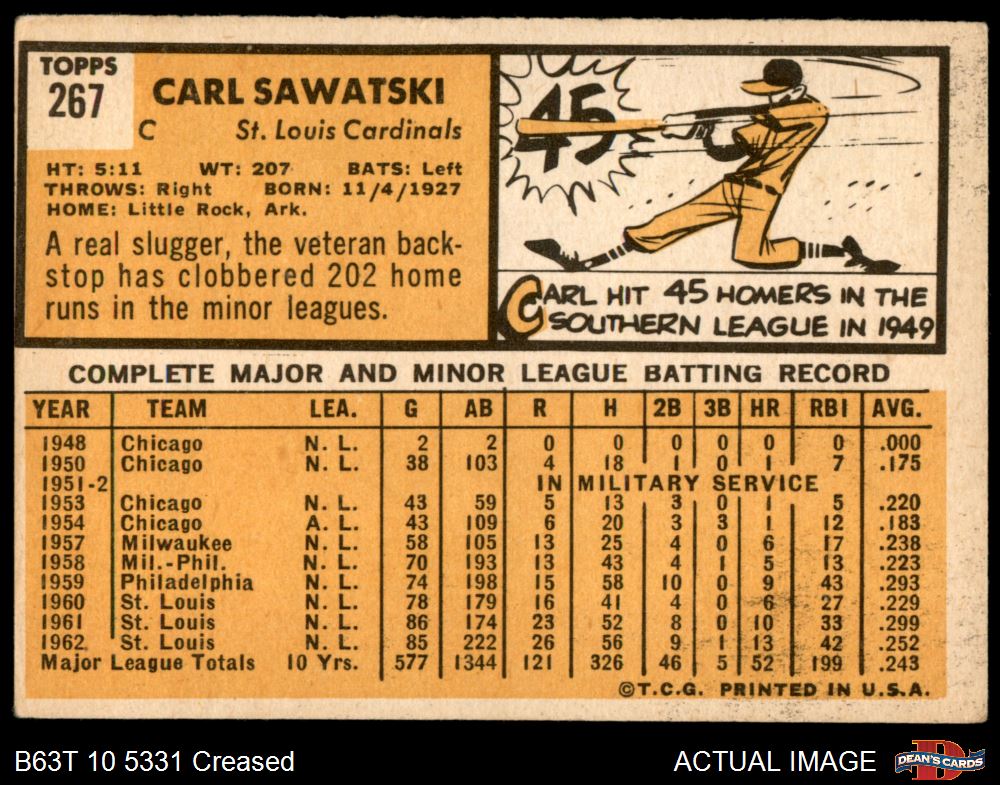 TOPPS
267
CARL SAWATSKI
C St. Louis Cardinals
HT: 5:11 WT: 207 BATS: Left
THROWS: Right BORN: 11/4/1927
HOME: Little Rock, Ark.
A real slugger, the veteran back-
stop has clobbered 202 home
runs in the minor leagues.
45
CARL HIT 45 HOMERS IN THE
SOUTHERN LEAGUE IN 1949
COMPLETE MAJOR AND MINOR LEAGUE BATTING RECORD
YEAR TEAM LEA. G AB R H 2B 3B HR RBI AVG.
1948 Chicago N. L. 2 2 0 0 0 0 0 0 .000
1950 Chicago N. L. 38 103 4 18 1 0 1 7 .175
1951-2 IN MILITARY SERVICE
1953 Chicago N. L. 43 59 5 13 3 0 1 5 .220
1954 Chicago A. L. 43 109 6 20 3 3 1 12 .183
1957 Milwaukee N. L. 58 105 13 25 4 0 6 17 .238
1958 Mil.-Phil. N. L. 70 193 13 43 4 1 5 13 .223
1959 Philadelphia N. L. 74 198 15 58 10 0 9 43 .293
1960 St. Louis N. L. 78 179 16 41 4 0 6 27 .229
1961 St. Louis N. L. 86 174 23 52 8 0 10 33 .299
1962 St. Louis N. L. 85 222 26 56 9 1 13 42 .252
Major League Totals 10 Yrs. 577 1344 121 326 46 5 52 199 .243
©T.C.G. PRINTED IN U.S.A.
B63T 10 5331 Creased
ACTUAL IMAGE
D
DEAN'S CARDS